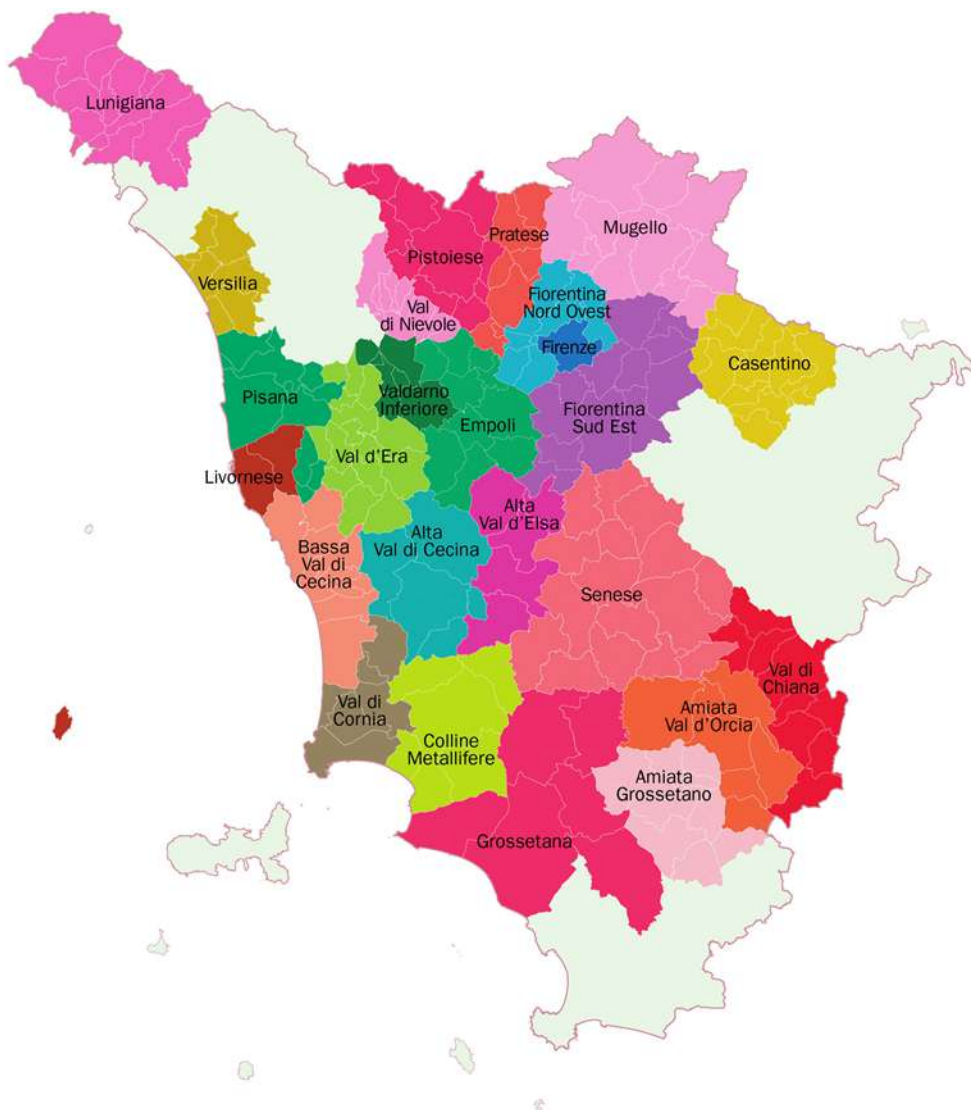 Lunigiana
Mugello
Pratese
Pistoiese
Versilia
Fiorentina
Nord Ovest
Val
di Nievole
Firenze
Casentino
Pisana
Valdarno
Inferiore
Fiorentina
Sud Est
Empoli
Val d'Era
Livornese
Alta
Val d'Elsa
Alta
Val di Cecina
Bassa
Val di
Cecina
Senese
Val di
Chiana
Val di
Cornia
Amiata
Val d'Orcia
Colline
Metallifere
Amiata
Grossetano
Grossetana